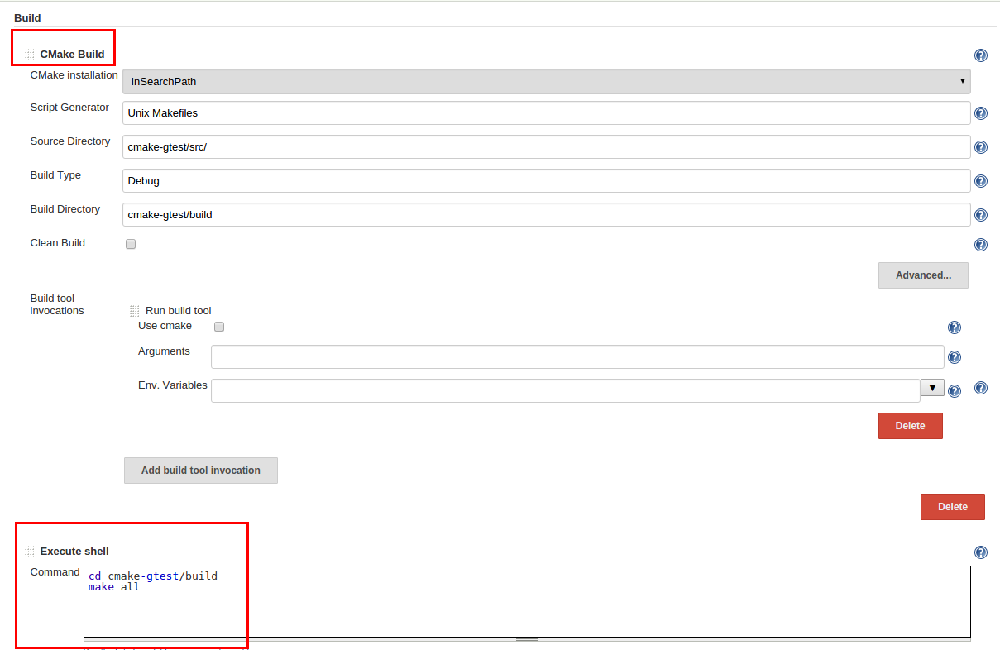 Build
CMake Build
CMake installation
InSearchPath
Script Generator
Unix Makefiles
Source Directory
cmake-gtest/src/
Build Type
Debug
Build Directory
cmake-gtest/build
Clean Build
Advanced...
Build tool
invocations
Run build tool
Use cmake
Arguments
Env. Variables
Delete
Add build tool invocation
Delete
Execute shell
Command
cd cmake-gtest/build
make all